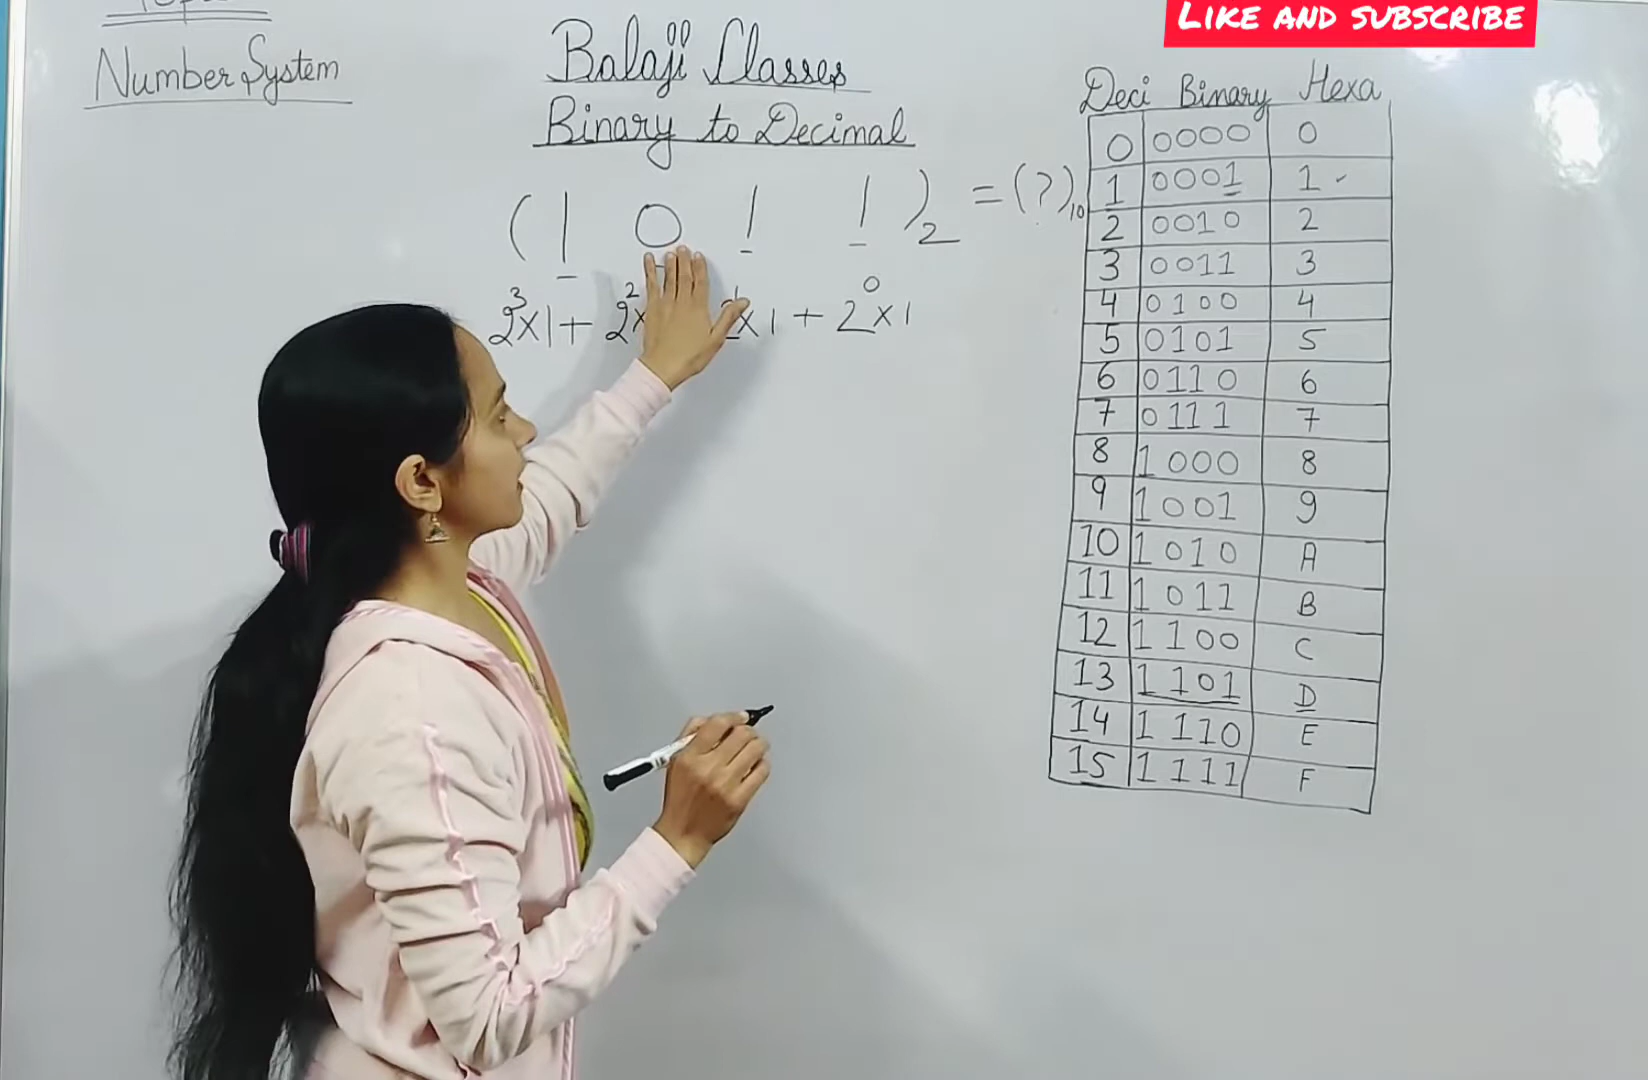 Number System
LIKE AND SUBSCRIBE
Balaji Classes
Binary to Decimal
(1 0 1 1)₂ = (?)₁₀
2³x1 + 2²x 2¹x1 + 2⁰x1
Deci Binary Hexa
0 0000 0
1 0001 1
2 0010 2
3 0011 3
4 0100 4
5 0101 5
6 0110 6
7 0111 7
8 1000 8
9 1001 9
10 1010 A
11 1011 B
12 1100 C
13 1101 D
14 1110 E
15 1111 F